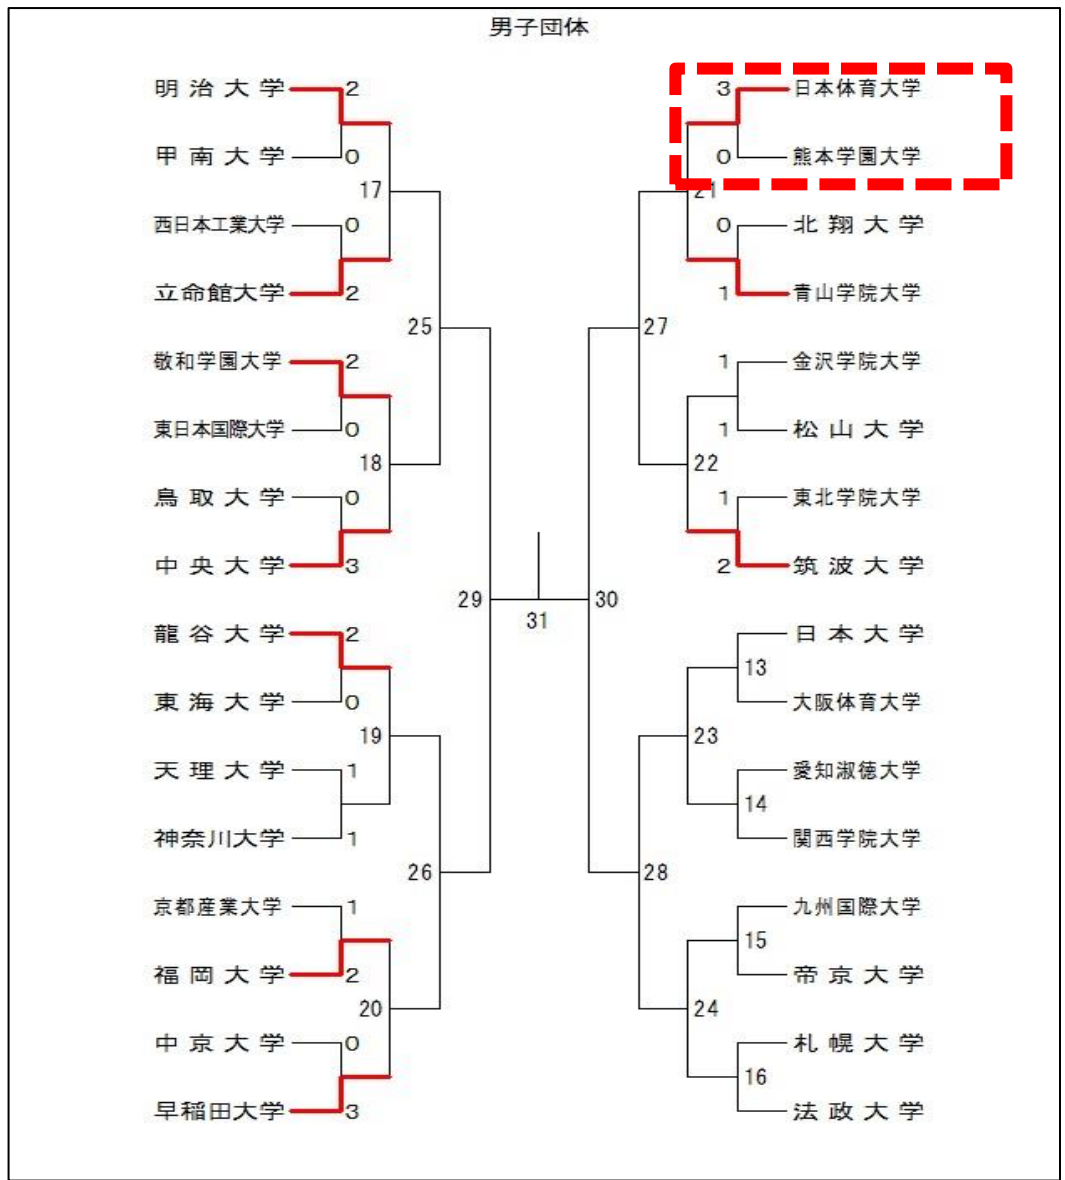 男子団体
明治大学 2
甲南大学 0
17
西日本工業大学 0
立命館大学 2
25
敬和学園大学 2
東日本国際大学 0
18
鳥取大学 0
中央大学 3
29
龍谷大学 2
東海大学 0
19
天理大学 1
神奈川大学 1
26
京都産業大学 1
福岡大学 2
20
中京大学 0
早稲田大学 3
31
3 日本体育大学
0 熊本学園大学
21
0 北翔大学
1 青山学院大学
27
1 金沢学院大学
1 松山大学
22
1 東北学院大学
2 筑波大学
30
日本大学
13
大阪体育大学
23
愛知淑徳大学
14
関西学院大学
28
九州国際大学
15
帝京大学
24
札幌大学
16
法政大学